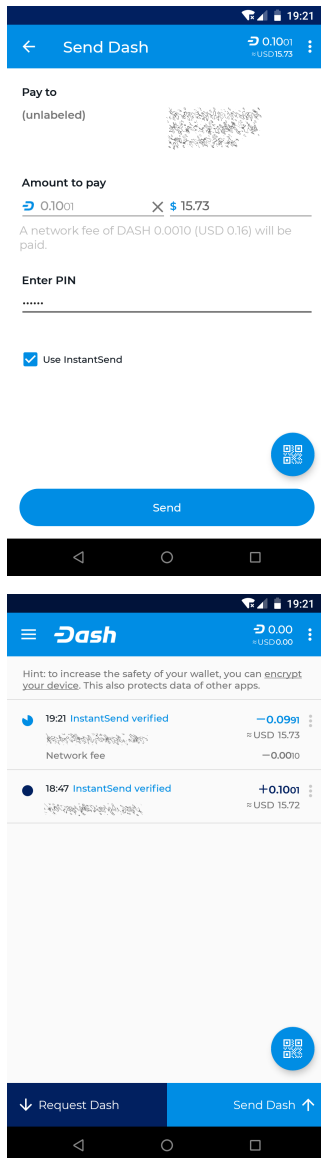 19:21
Send Dash
0.1001
≈USD15.73
Pay to
(unlabeled)
Amount to pay
0.1001
$ 15.73
A network fee of DASH 0.0010 (USD 0.16) will be
paid.
Enter PIN
······
Use InstantSend
Send
19:21
Dash
0.00
≈USD0.00
Hint: to increase the safety of your wallet, you can encrypt
your device. This also protects data of other apps.
19:21 InstantSend verified
−0.0991
≈USD 15.73
Network fee
−0.0010
18:47 InstantSend verified
+0.1001
≈USD 15.72
Request Dash
Send Dash